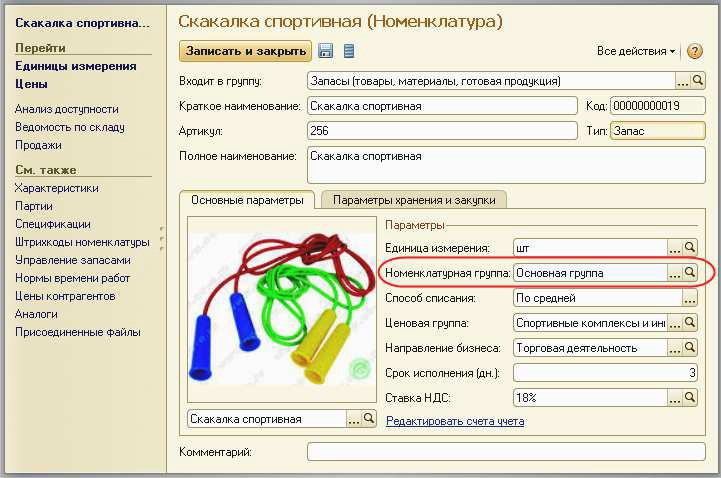 Скакалка спортивна...
Перейти
Единицы измерения
Цены
Анализ доступности
Ведомость по складу
Продажи
См. также
Характеристики
Партии
Спецификации
Штрихкоды номенклатуры
Управление запасами
Нормы времени работ
Цены контрагентов
Аналоги
Присоединенные файлы
Скакалка спортивная (Номенклатура)
Записать и закрыть
Все действия
?
Входит в группу: Запасы (товары, материалы, готовая продукция) ...
Краткое наименование: Скакалка спортивная Код: 00000000019
Артикул: 256 Тип: Запас
Полное наименование: Скакалка спортивная
Основные параметры Параметры хранения и закупки
Параметры
Единица измерения: шт ...
Номенклатурная группа: Основная группа ...
Способ списания: По средней ...
Ценовая группа: Спортивные комплексы и ин ...
Направление бизнеса: Торговая деятельность ...
Срок исполнения (дн.): 3
Ставка НДС: 18% ...
Скакалка спортивная ...
Редактировать счета учета
Комментарий: